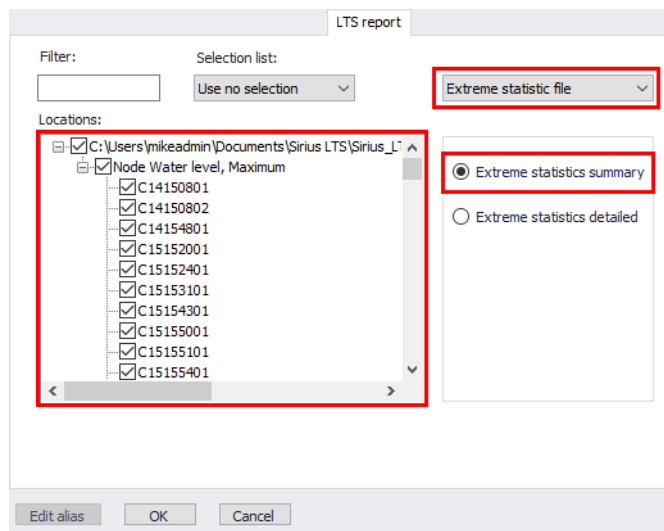 LTS report
Filter:
Selection list:
Use no selection
Extreme statistic file
Locations:
C:\Users\mikeadmin\Documents\Sirius LTS\Sirius_LT
Node Water level, Maximum
C14150801
C14150802
C14154801
C15152001
C15152401
C15153101
C15154301
C15155001
C15155101
C15155401
Extreme statistics summary
Extreme statistics detailed
Edit alias
OK
Cancel